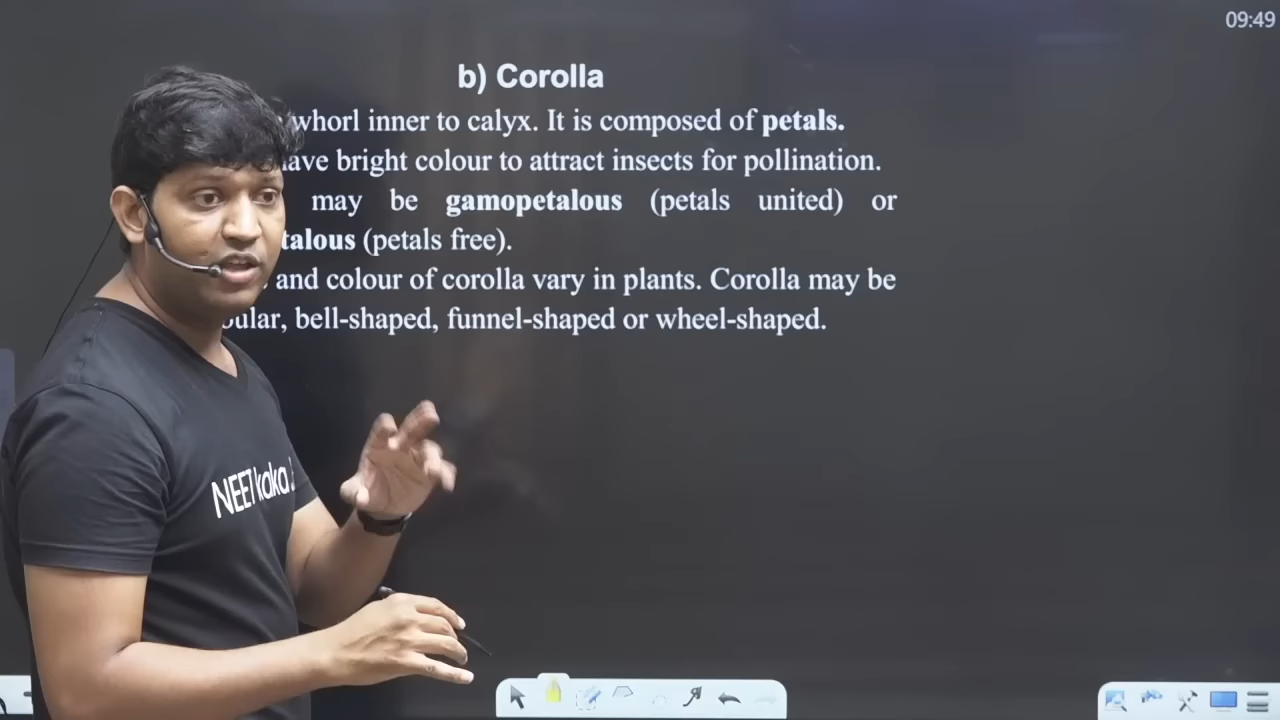 09:49
b) Corolla
whorl inner to calyx. It is composed of petals.
have bright colour to attract insects for pollination.
may be gamopetalous (petals united) or
talous (petals free).
and colour of corolla vary in plants. Corolla may be
bular, bell-shaped, funnel-shaped or wheel-shaped.
NEET kaka J